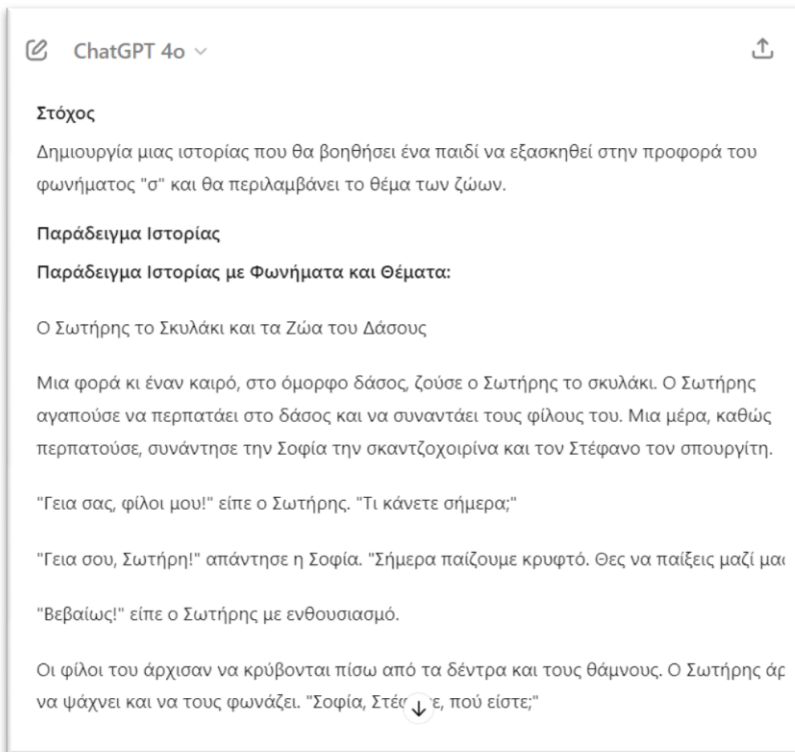 ChatGPT 4o
Στόχος
Δημιουργία μιας ιστορίας που θα βοηθήσει ένα παιδί να εξασκηθεί στην προφορά του
φωνήματος "σ" και θα περιλαμβάνει το θέμα των ζώων.
Παράδειγμα Ιστορίας
Παράδειγμα Ιστορίας με Φωνήματα και Θέματα:
Ο Σωτήρης το Σκυλάκι και τα Ζώα του Δάσους
Μια φορά κι έναν καιρό, στο όμορφο δάσος, ζούσε ο Σωτήρης το σκυλάκι. Ο Σωτήρης
αγαπούσε να περπατάει στο δάσος και να συναντάει τους φίλους του. Μια μέρα, καθώς
περπατούσε, συνάντησε την Σοφία την σκαντζοχοιρίνα και τον Στέφανο τον σπουργίτη.
"Γεια σας, φίλοι μου!" είπε ο Σωτήρης. "Τι κάνετε σήμερα;"
"Γεια σου, Σωτήρη!" απάντησε η Σοφία. "Σήμερα παίζουμε κρυφτό. Θες να παίξεις μαζί
"Βεβαίως!" είπε ο Σωτήρης με ενθουσιασμό.
Οι φίλοι του άρχισαν να κρύβονται πίσω από τα δέντρα και τους θάμνους. Ο Σωτήρης
να ψάχνει και να τους φωνάζει. "Σοφία, πού είστε;"